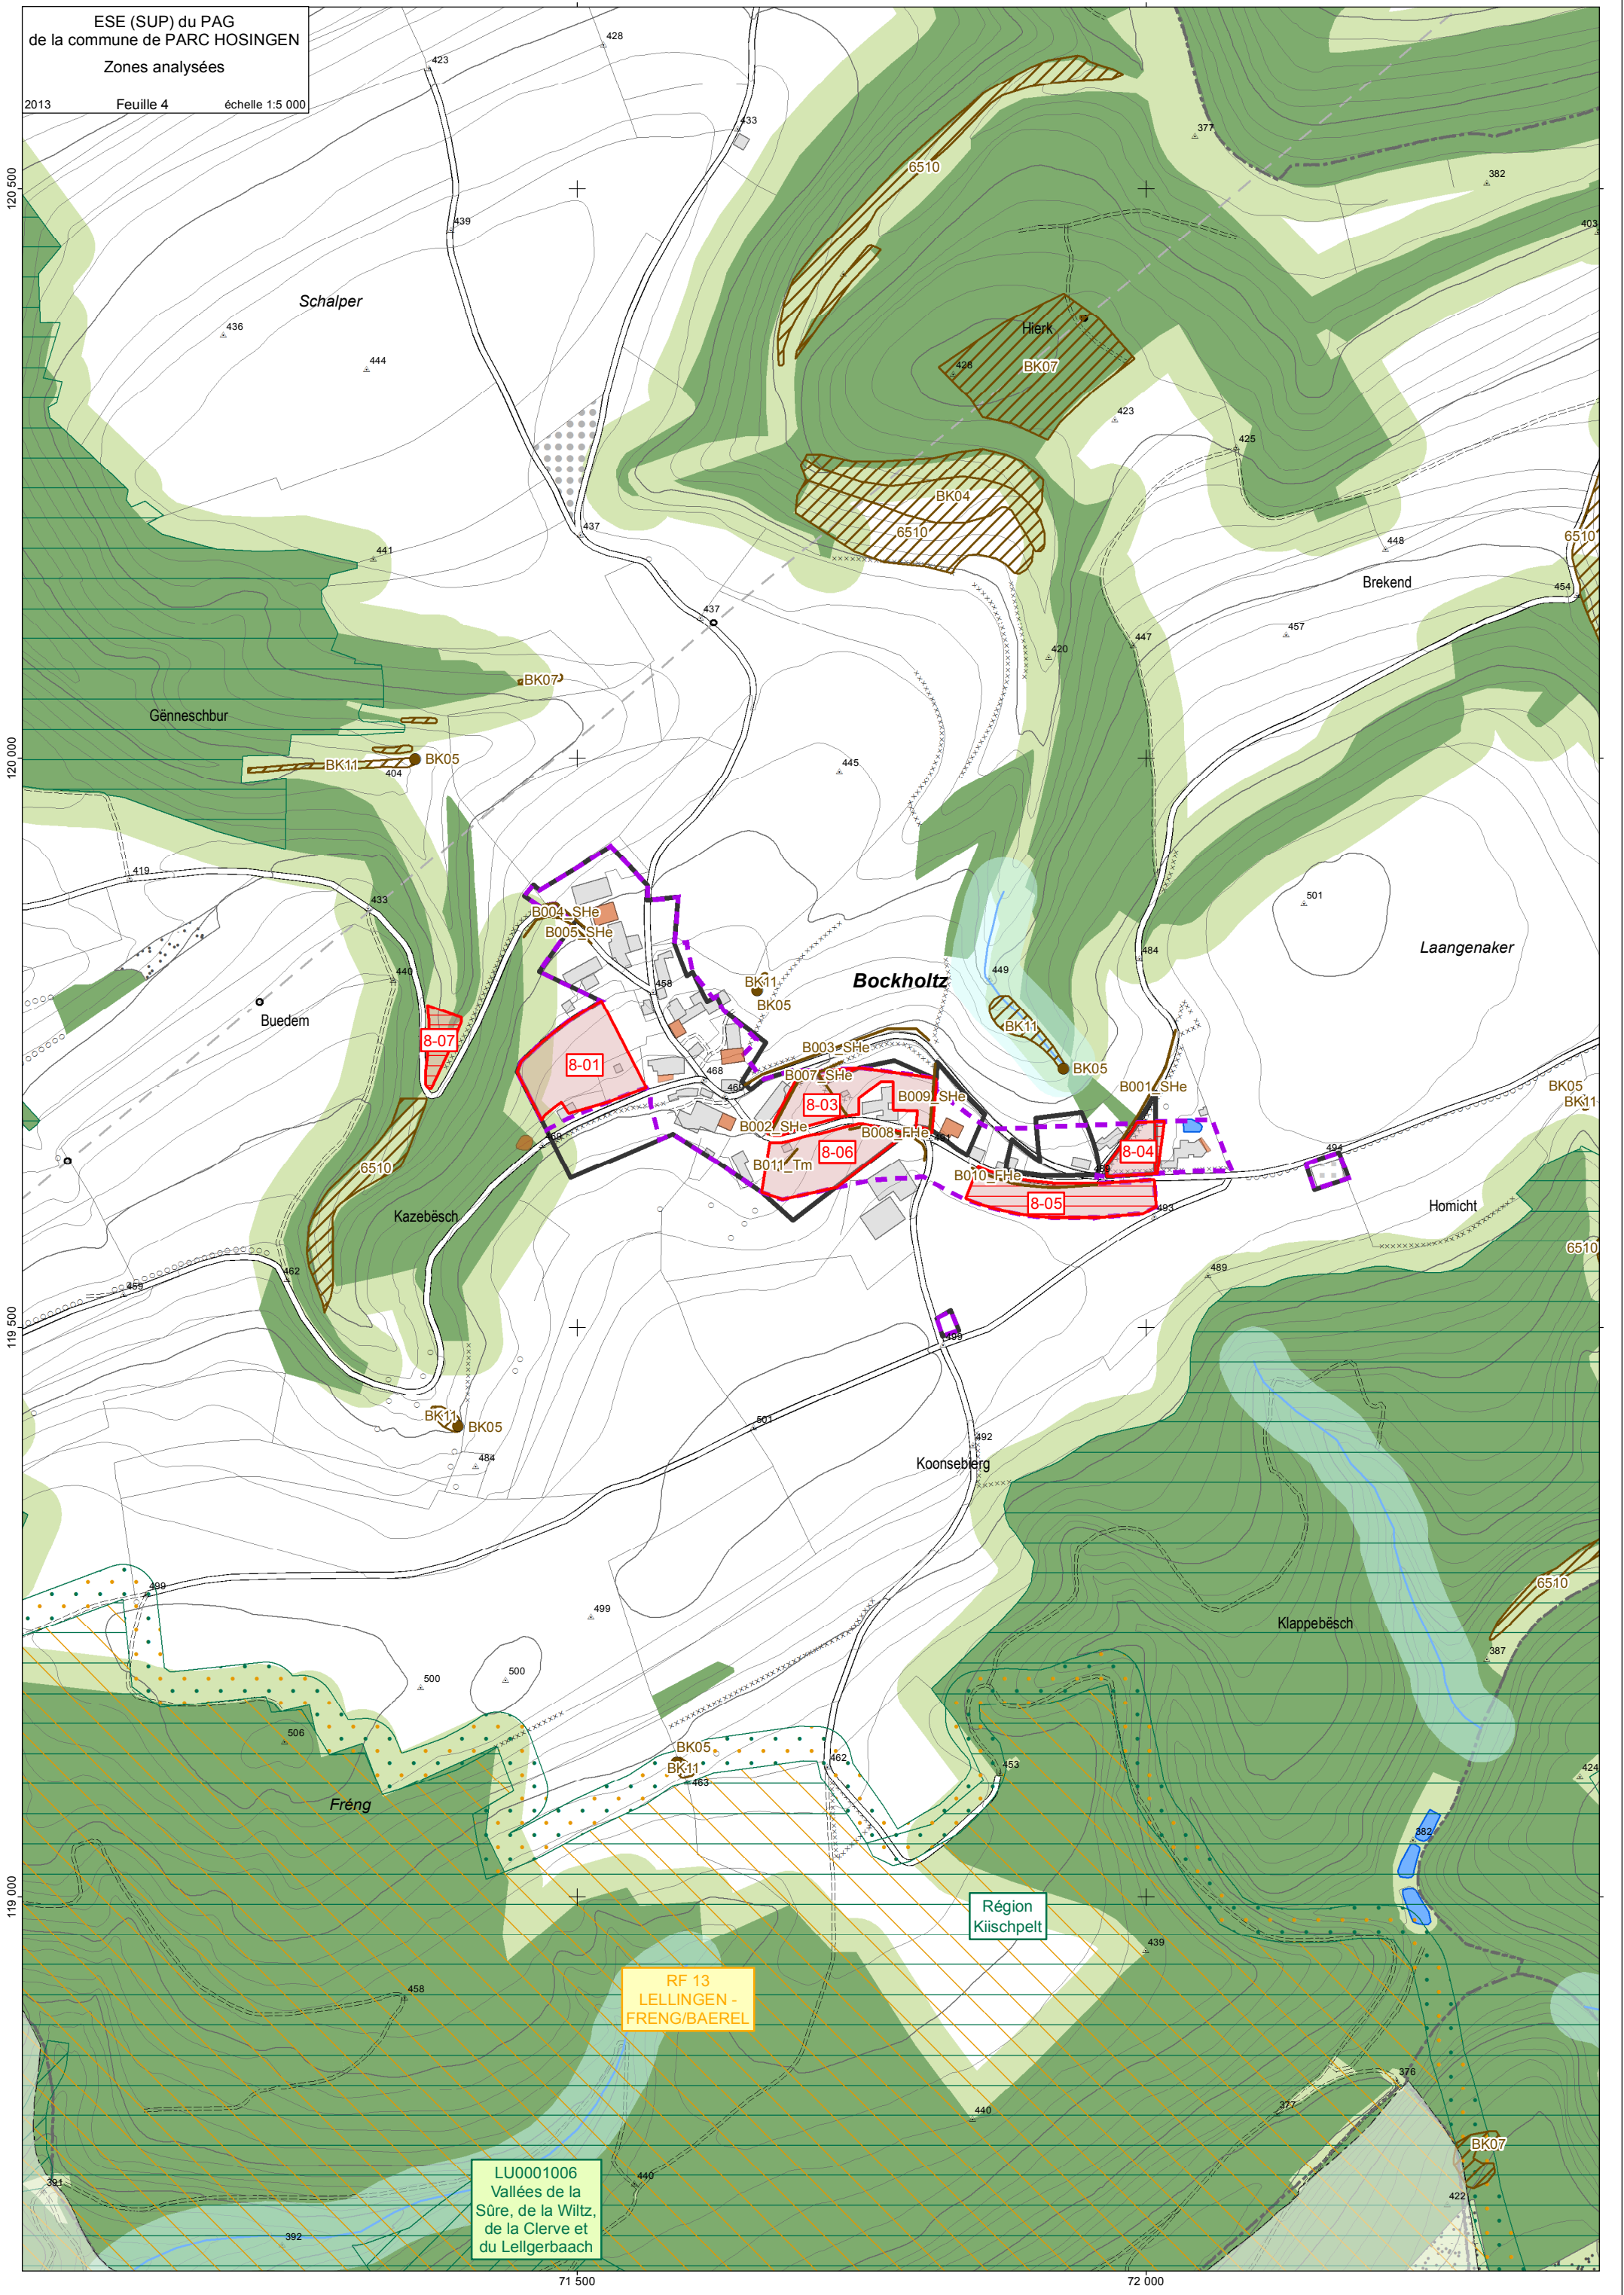 ESE (SUP) du PAG
de la commune de PARC HOSINGEN
Zones analysées
2013 Feuille 4 échelle 1:5 000
428
423
433
377
6510
382
120 500
439
403
Schalper
436
444
Hierk
428
BK07
423
425
BK04
6510
437
441
448
6510
Brekend
454
437
457
447
420
BK07
Gënneschbur
BK11
BK05
404
445
120 000
419
433
B004_SHe
B005_SHe
501
Laangenaker
484
440
458
BK11
BK05
Bockholtz
449
Buedem
8-07
8-01
BK11
B003_SHe
468
B007_SHe
BK05
B001_SHe
BK05
BK11
469
8-03
B009_SHe
B002_SHe
B008_FHe
8-06
B011_Tm
8-04
494
6510
B010_FHe
8-05
493
Kazebësch
Homicht
6510
462
459
489
119 500
499
BK11
BK05
501
492
484
Koonsebierg
499
499
6510
Klappebësch
387
500
500
506
BK05
BK11
463
462
453
424
Fréng
382
119 000
Région
Kiischpelt
439
RF 13
LELLINGEN -
FRENG/BAEREL
458
376
377
440
BK07
LU0001006
Vallées de la
Sûre, de la Wiltz,
de la Clerve et
du Lellgerbaach
391
440
422
392
71 500
72 000